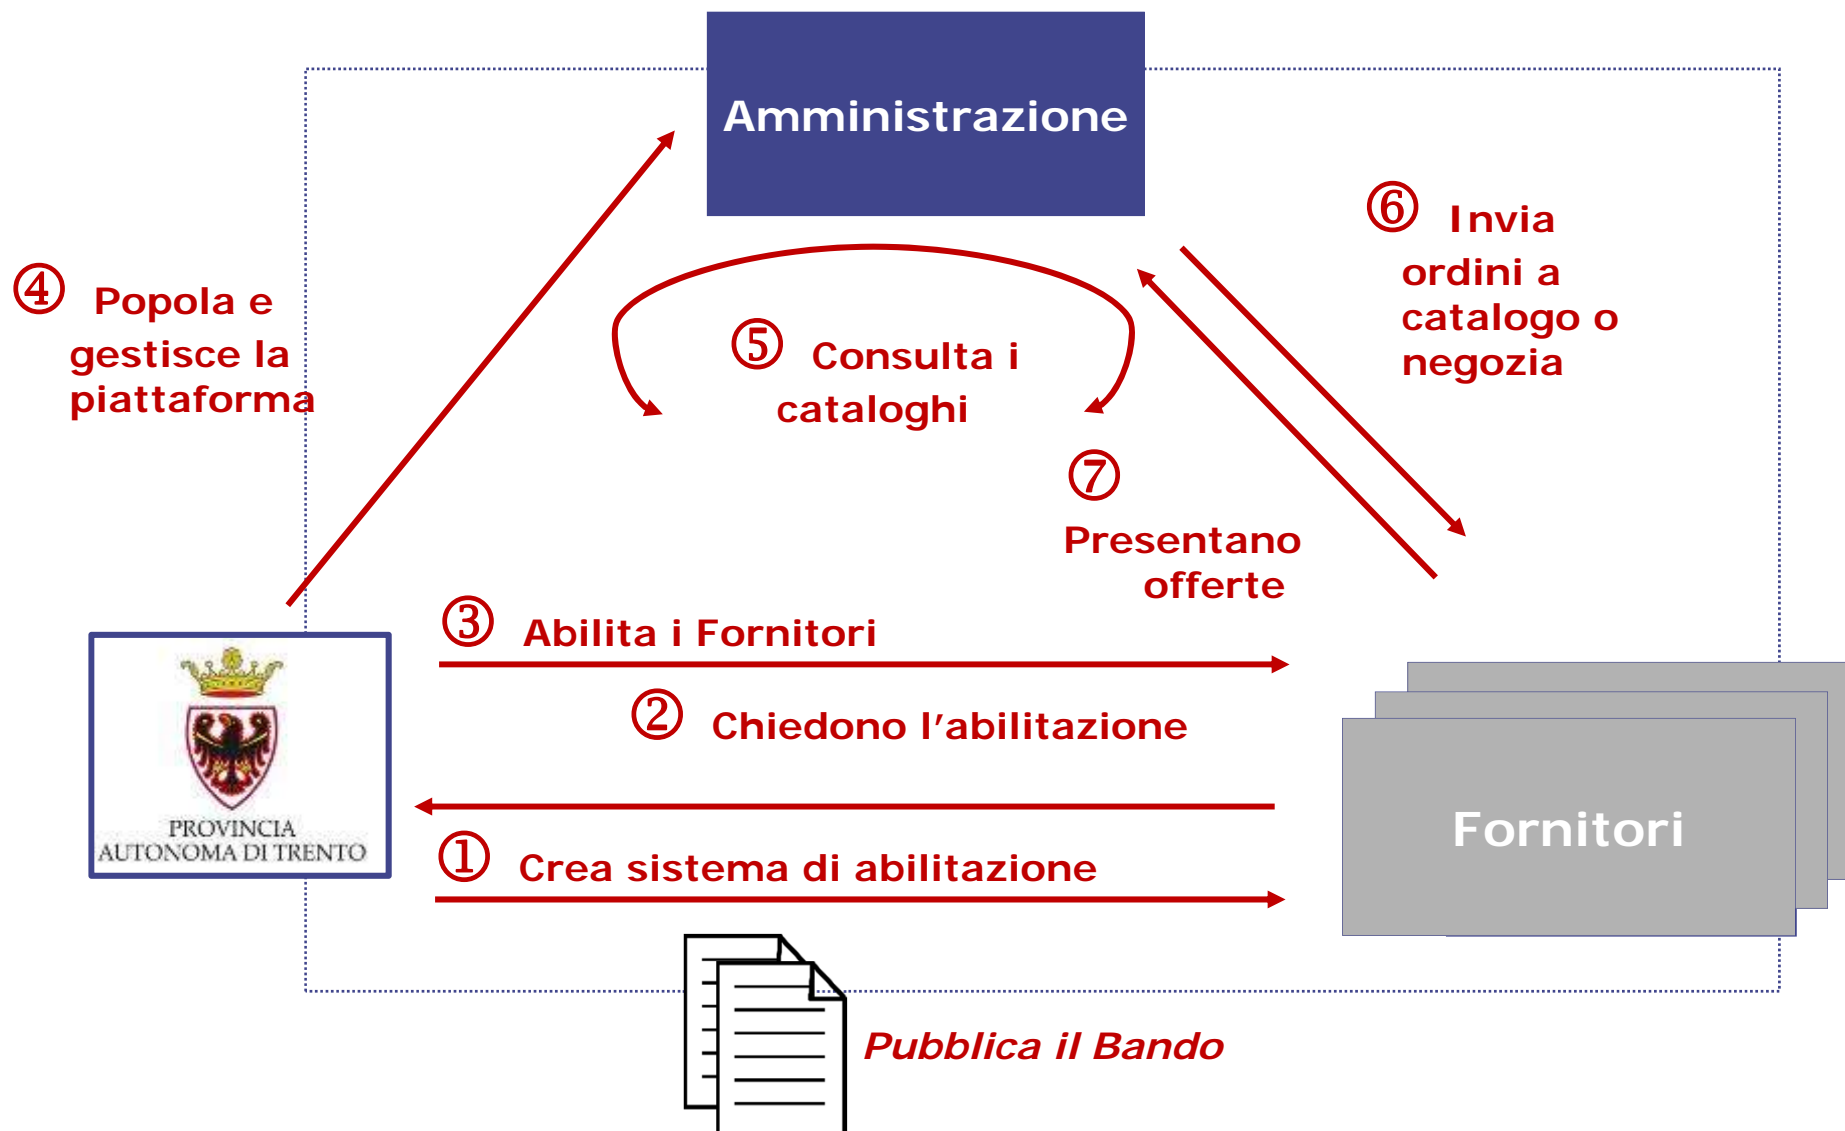 Amministrazione
⑥ Invia
ordini a
catalogo o
negozia
④ Popola e
gestisce la
piattaforma
⑤ Consulta i
cataloghi
⑦
Presentano
offerte
③ Abilita i Fornitori
② Chiedono l’abilitazione
PROVINCIA
AUTONOMA DI TRENTO
Fornitori
① Crea sistema di abilitazione
Pubblica il Bando